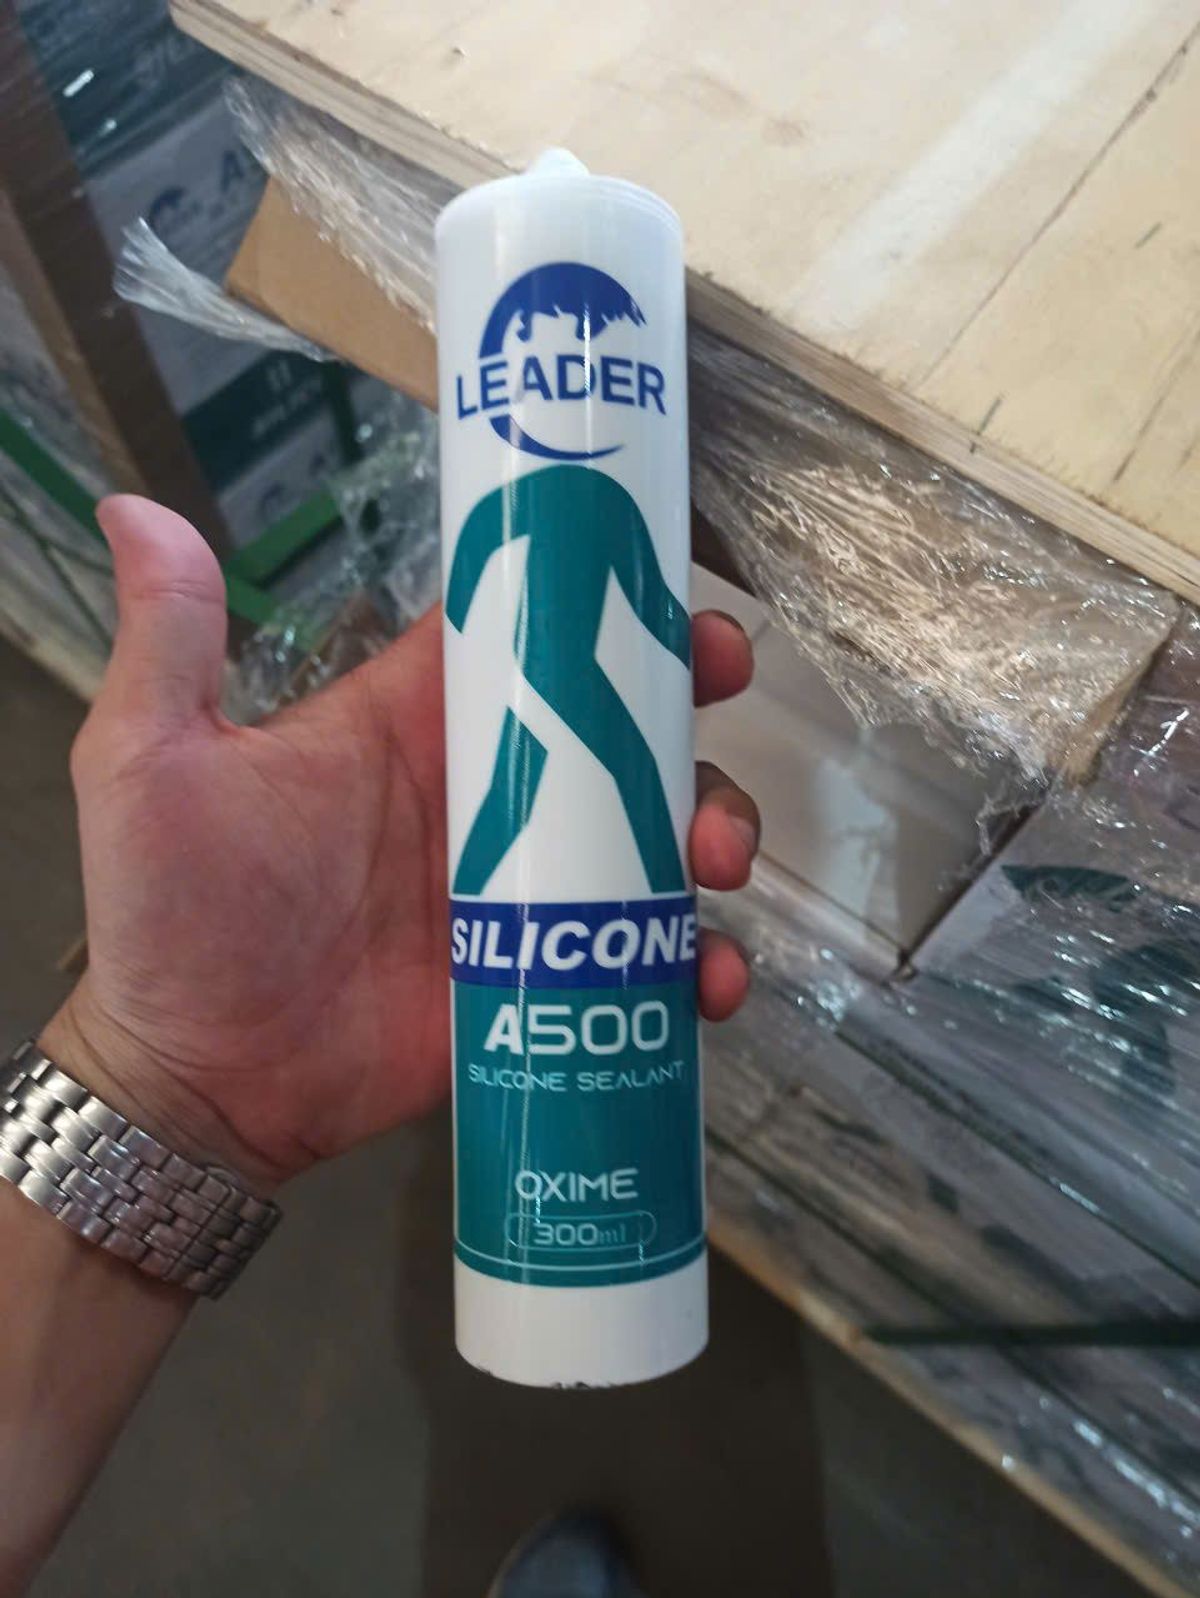 LEADER
SILICONE
A500
SILICONE SEALANT
OXIME
300ml